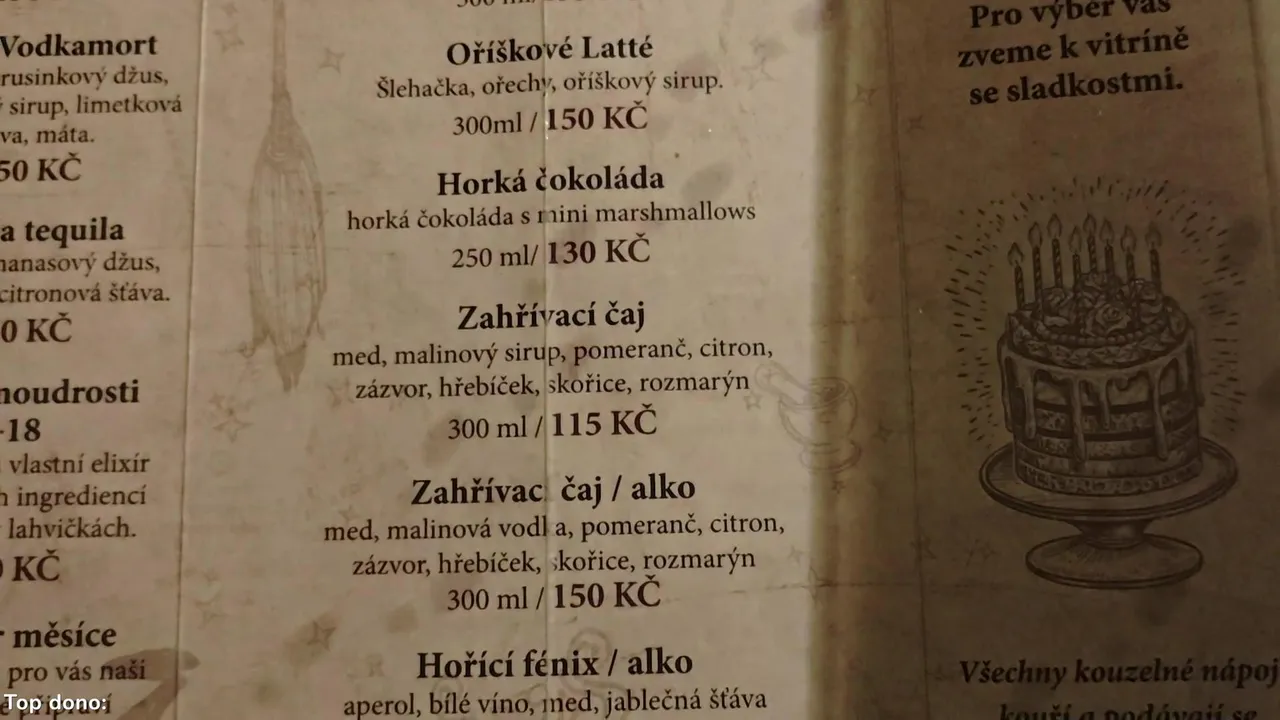 Vodkamort
rusinkový džus,
sirup, limetková
va, máta.
50 KČ
a tequila
nanasový džus,
citronová šťáva.
0 KČ
moudrosti
-18
vlastní elixír
h ingrediencí
lahvičkách.
KČ
měsíce
pro vás naši
Top dono:
Oříškové Latté
Šlehačka, ořechy, oříškový sirup.
300ml / 150 KČ
Horká čokoláda
horká čokoláda s mini marshmallows
250 ml/ 130 KČ
Zahřívací čaj
med, malinový sirup, pomeranč, citron,
zázvor, hřebíček, skořice, rozmarýn
300 ml / 115 KČ
Zahřívac čaj / alko
med, malinová vodka, pomeranč, citron,
zázvor, hřebíček, skořice, rozmarýn
300 ml / 150 KČ
Hořící fénix / alko
aperol, bílé víno, med, jablečná šťáva
Pro výběr vás
zveme k vitríně
se sladkostmi.
Všechny kouzelné nápoj
kouří a podávají se